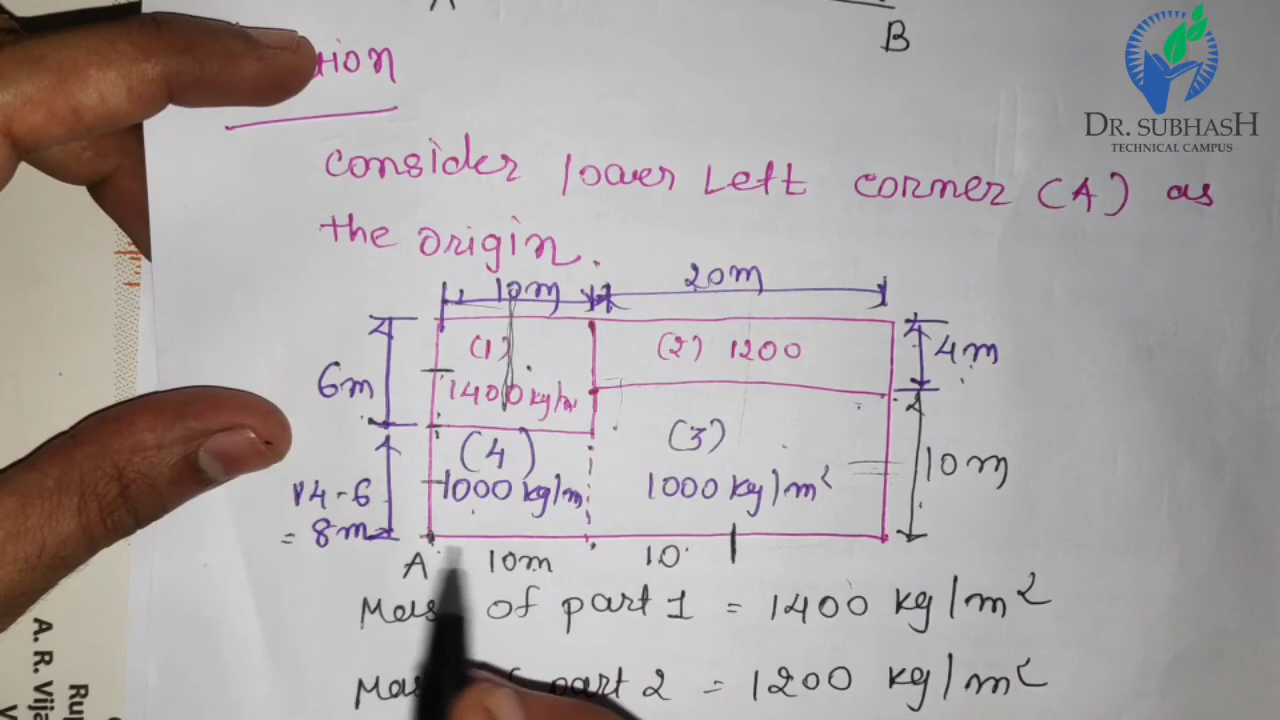 A
B
DR. SUBHASH
TECHNICAL CAMPUS
tion
Consider lower Left corner (A) as
the origin.
10m
20m
6m
(1)
(2) 1200
4m
1400 kg/m
(4)
(3)
10m
14-6
1000 kg/m
1000 kg/m²
= 8m
A
10m
10
Mass of part 1 = 1400 kg/m²
part 2 = 1200 kg/m²
A. R. Vija
Rup